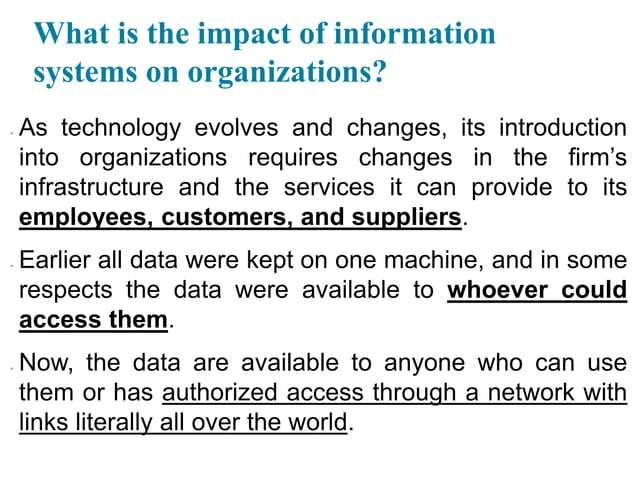 What is the impact of information
systems on organizations?
As technology evolves and changes, its introduction
into organizations requires changes in the firm’s
infrastructure and the services it can provide to its
employees, customers, and suppliers.
Earlier all data were kept on one machine, and in some
respects the data were available to whoever could
access them.
Now, the data are available to anyone who can use
them or has authorized access through a network with
links literally all over the world.